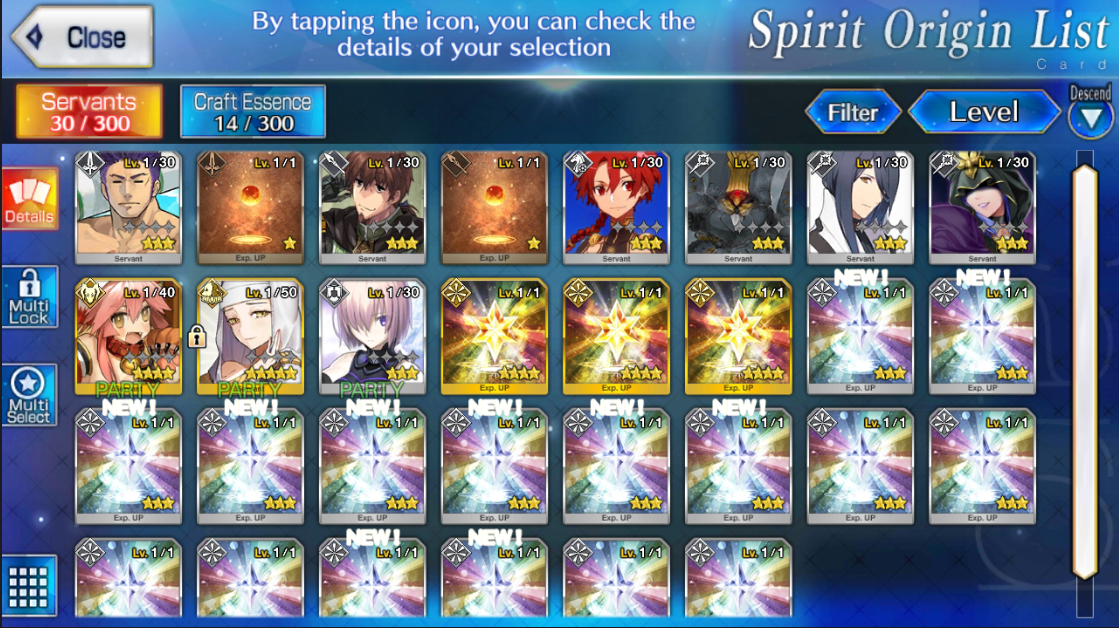 Close
By tapping the icon, you can check the
details of your selection
Spirit Origin List
Card
Servants
30 / 300
Craft Essence
14 / 300
Filter
Level
Descend
Details
Multi
Lock
Multi
Select
Lv. 1/30
Lv. 1/1
Lv. 1/30
Lv. 1/1
Lv. 1/30
Lv. 1/30
Lv. 1/30
Lv. 1/30
Servant
Exp. UP
Servant
Exp. UP
Servant
Servant
Servant
Servant
NEW!
NEW!
Lv. 1/40
Lv. 1/50
Lv. 1/30
Lv. 1/1
Lv. 1/1
Lv. 1/1
Lv. 1/1
Lv. 1/1
PARTY
PARTY
PARTY
Exp. UP
Exp. UP
Exp. UP
Exp. UP
Exp. UP
NEW!
NEW!
NEW!
NEW!
NEW!
NEW!
Lv. 1/1
Lv. 1/1
Lv. 1/1
Lv. 1/1
Lv. 1/1
Lv. 1/1
Lv. 1/1
Lv. 1/1
Exp. UP
Exp. UP
Exp. UP
Exp. UP
Exp. UP
Exp. UP
Exp. UP
Exp. UP
NEW!
NEW!
Lv. 1/1
Lv. 1/1
Lv. 1/1
Lv. 1/1
Lv. 1/1
Lv. 1/1